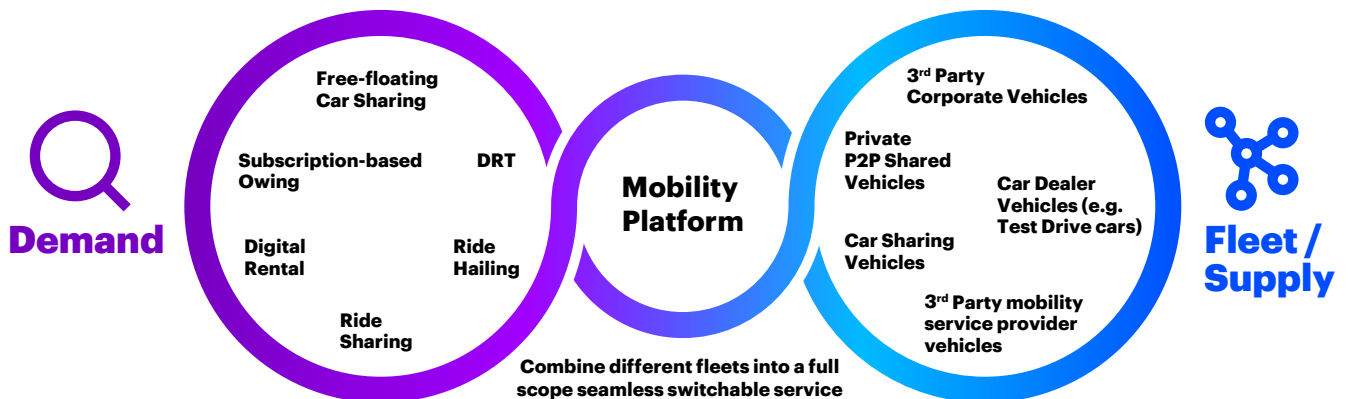 Demand
Free-floating
Car Sharing
Subscription-based
Owing
DRT
Digital
Rental
Ride
Hailing
Ride
Sharing
Mobility
Platform
Combine different fleets into a full
scope seamless switchable service
3rd Party
Corporate Vehicles
Private
P2P Shared
Vehicles
Car Dealer
Vehicles (e.g.
Test Drive cars)
Car Sharing
Vehicles
3rd Party mobility
service provider
vehicles
Fleet /
Supply